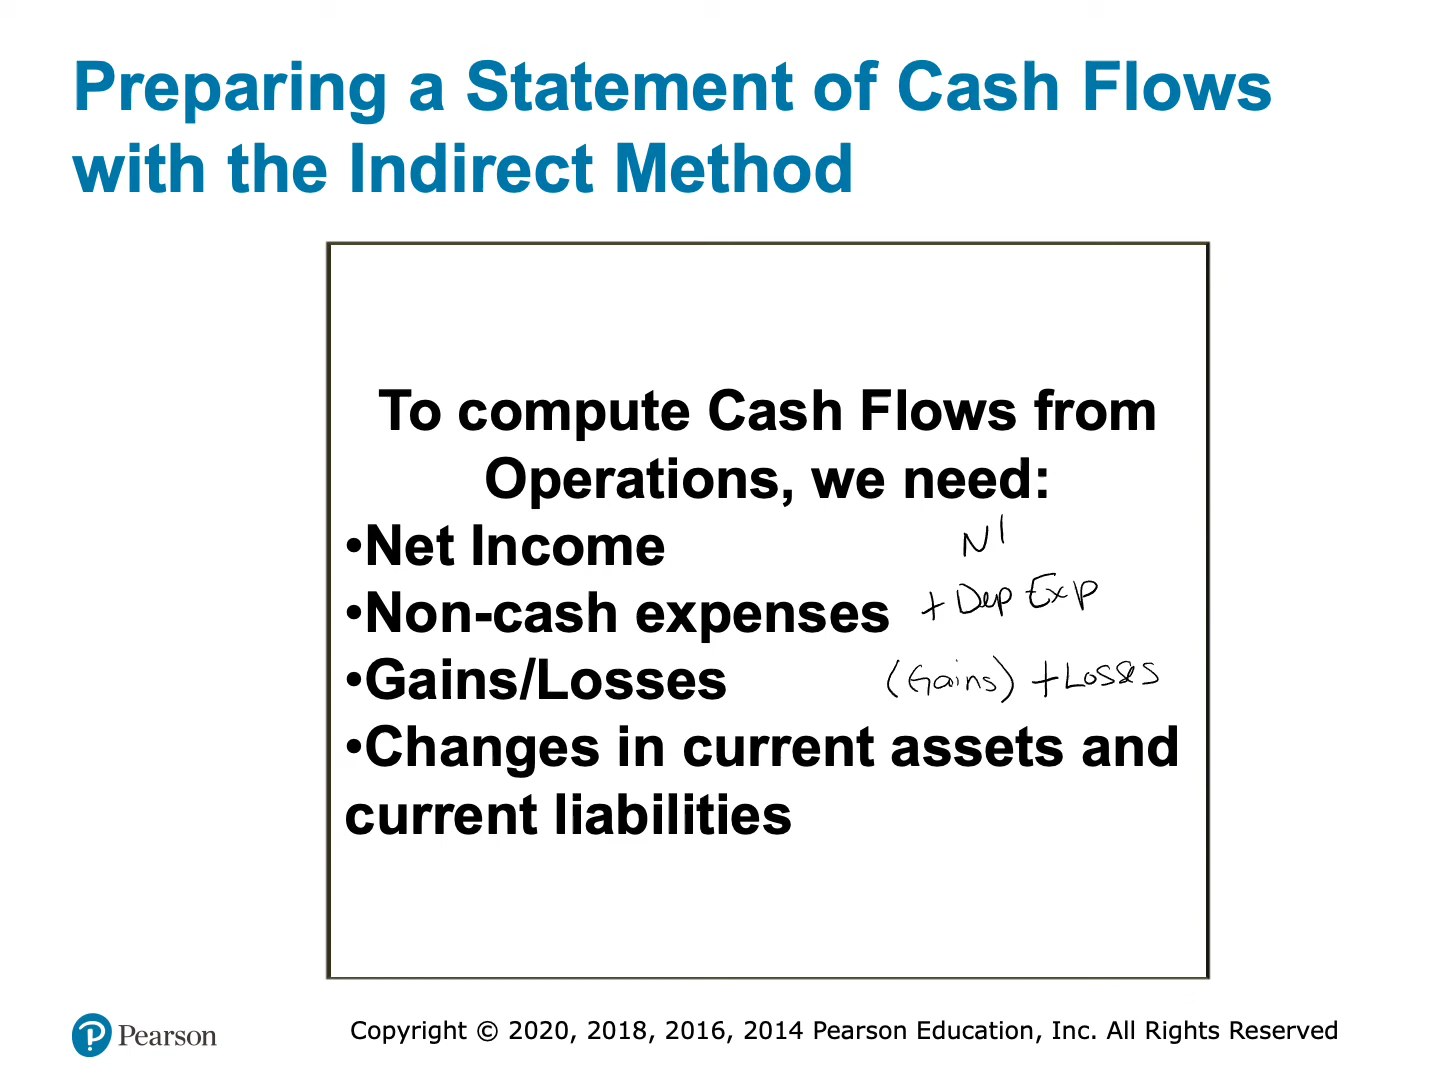 Preparing a Statement of Cash Flows
with the Indirect Method
To compute Cash Flows from
Operations, we need:
•Net Income
NI
•Non-cash expenses
+ Dep Exp
•Gains/Losses
(Gains) + Losses
•Changes in current assets and
current liabilities
Pearson
Copyright © 2020, 2018, 2016, 2014 Pearson Education, Inc. All Rights Reserved